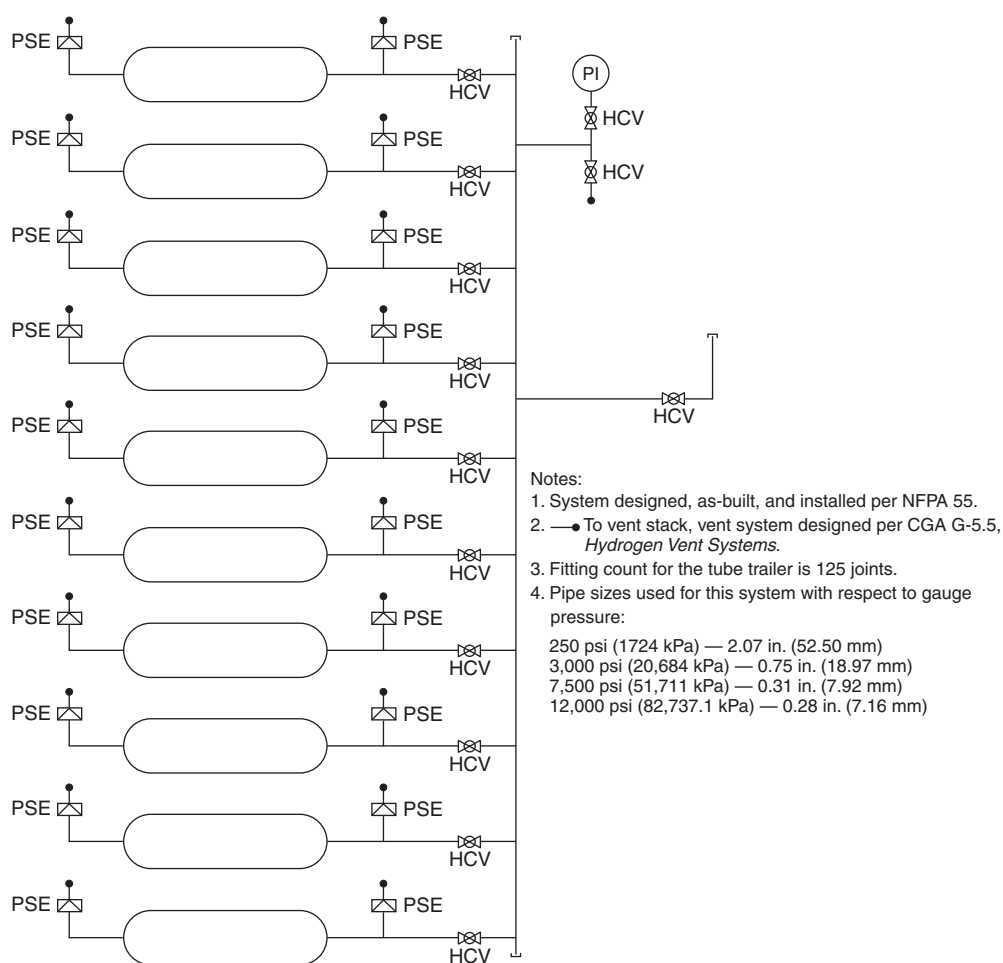 PSE PSE
HCV
PI
HCV
PSE PSE
HCV
HCV
PSE PSE
HCV
PSE PSE
HCV
HCV
PSE PSE
HCV
Notes:
1. System designed, as-built, and installed per NFPA 55.
2. To vent stack, vent system designed per CGA G-5.5,
Hydrogen Vent Systems.
3. Fitting count for the tube trailer is 125 joints.
4. Pipe sizes used for this system with respect to gauge
pressure:
250 psi (1724 kPa) — 2.07 in. (52.50 mm)
3,000 psi (20,684 kPa) — 0.75 in. (18.97 mm)
7,500 psi (51,711 kPa) — 0.31 in. (7.92 mm)
12,000 psi (82,737.1 kPa) — 0.28 in. (7.16 mm)
PSE PSE
HCV
PSE PSE
HCV
PSE PSE
HCV
PSE PSE
HCV
PSE PSE
HCV